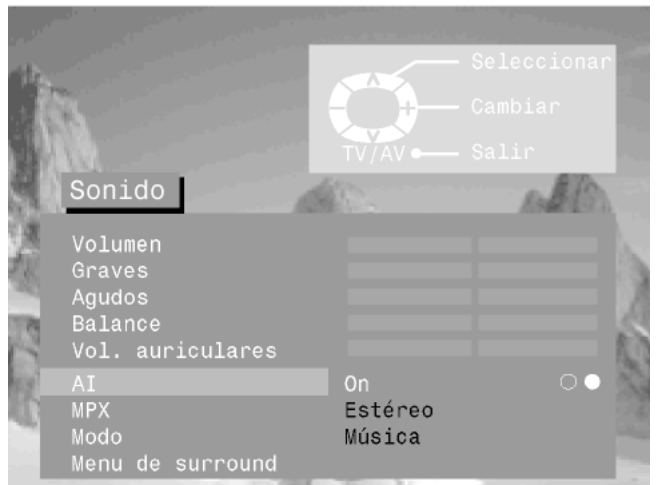 Seleccionar
Cambiar
TV/AV Salir
Sonido
Volumen
Graves
Agudos
Balance
Vol. auriculares
AI On
MPX Estéreo
Modo Música
Menu de surround